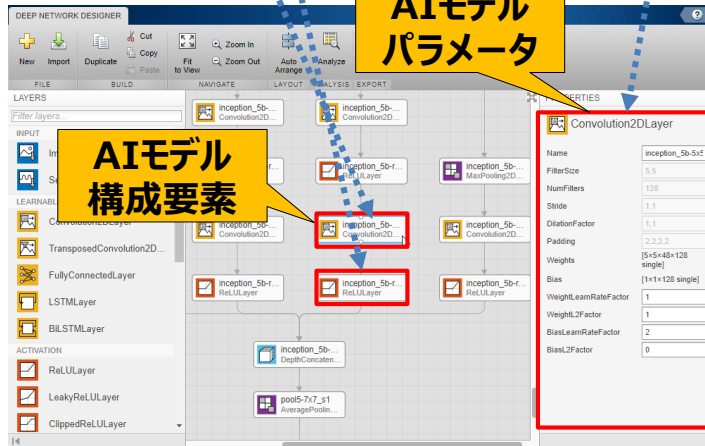 DEEP NETWORK DESIGNER
AIモデル
パラメータ
?
New
Import
Duplicate
Cut
Copy
Paste
Fit
to View
Zoom In
Zoom Out
Auto
Arrange
Analyze
FILE
BUILD
NAVIGATE
LAYOUT
ANALYSIS
EXPORT
LAYERS
Filter layers...
INPUT
LEARNABLE
TransposedConvolution2D...
FullyConnectedLayer
LSTMLayer
BiLSTMLayer
ACTIVATION
ReLULayer
LeakyReLULayer
ClippedReLULayer
AIモデル
構成要素
inception_5b-...
Convolution2D...
inception_5b-...
Convolution2D...
inception_5b-r...
ReLULayer
inception_5b-...
MaxPooling2D...
inception_5b-...
Convolution2D...
inception_5b-...
Convolution2D...
inception_5b-...
Convolution2D...
inception_5b-r...
ReLULayer
inception_5b-r...
ReLULayer
inception_5b-r...
ReLULayer
inception_5b-...
DepthConcaten...
pool5-7x7_s1
AveragePoolin...
PROPERTIES
Convolution2DLayer
Name inception_5b-5x5
FilterSize 5,5
NumFilters 128
Stride 1,1
DilationFactor 1,1
Padding 2,2,2,2
Weights [5×5×48×128
single]
Bias [1×1×128 single]
WeightLearnRateFactor 1
WeightL2Factor 1
BiasLearnRateFactor 2
BiasL2Factor 0